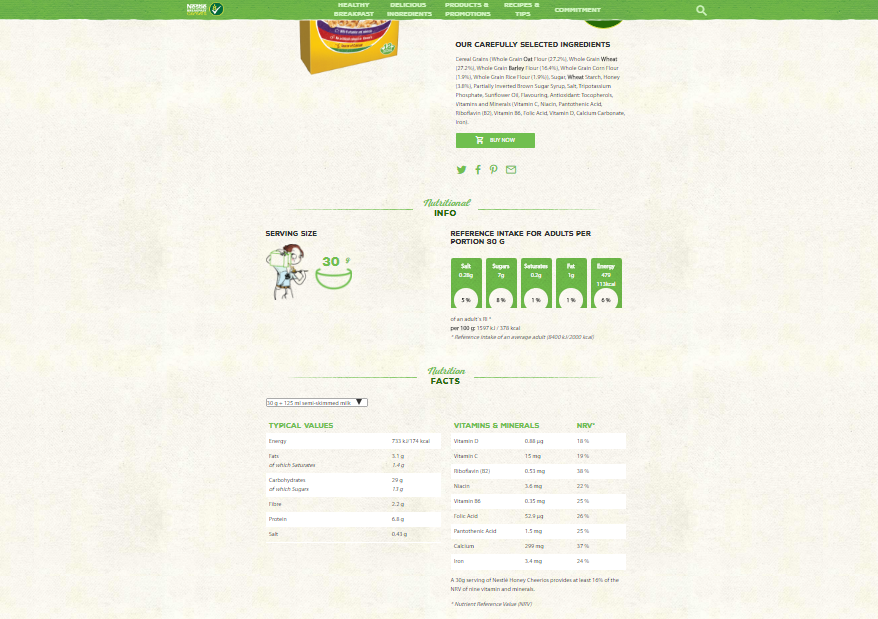 Nestlé
HEALTHY BREAKFAST
DELICIOUS INGREDIENTS
PRODUCTS & PROMOTIONS
RECIPES & TIPS
COMMITMENT
OUR CAREFULLY SELECTED INGREDIENTS
Cereal Grains (Whole Grain Oat Flour (27.2%), Whole Grain Wheat
(27.2%), Whole Grain Barley Flour (16.4%), Whole Grain Corn Flour
(1.9%), Whole Grain Rice Flour (1.9%)), Sugar, Wheat Starch, Honey
(3.8%), Partially Inverted Brown Sugar Syrup, Salt, Tripotassium
Phosphate, Sunflower Oil, Flavouring, Antioxidant: Tocopherols,
Vitamins and Minerals (Vitamin C, Niacin, Pantothenic Acid,
Riboflavin (B2), Vitamin B6, Folic Acid, Vitamin D, Calcium Carbonate,
Iron).
BUY NOW
Nutritional
INFO
SERVING SIZE
30 g
REFERENCE INTAKE FOR ADULTS PER
PORTION 30 G
Salt 0.28g 5 %
Sugars 7g 8 %
Saturates 0.2g 1 %
Fat 1g 1 %
Energy 479 113kcal 6 %
of an adult's RI *
per 100 g: 1597 kJ / 378 kcal
* Reference intake of an average adult (8400 kJ/2000 kcal)
Nutrition
FACTS
30 g + 125 ml semi-skimmed milk
TYPICAL VALUES
Energy 733 kJ/174 kcal
Fats 3.1 g
of which Saturates 1.4 g
Carbohydrates 29 g
of which Sugars 13 g
Fibre 2.2 g
Protein 6.8 g
Salt 0.43 g
VITAMINS & MINERALS NRV*
Vitamin D 0.88 µg 18 %
Vitamin C 15 mg 19 %
Riboflavin (B2) 0.53 mg 38 %
Niacin 3.6 mg 22 %
Vitamin B6 0.35 mg 25 %
Folic Acid 52.9 µg 26 %
Pantothenic Acid 1.5 mg 25 %
Calcium 299 mg 37 %
Iron 3.4 mg 24 %
A 30g serving of Nestlé Honey Cheerios provides at least 16% of the
NRV of nine vitamin and minerals.
* Nutrient Reference Value (NRV)